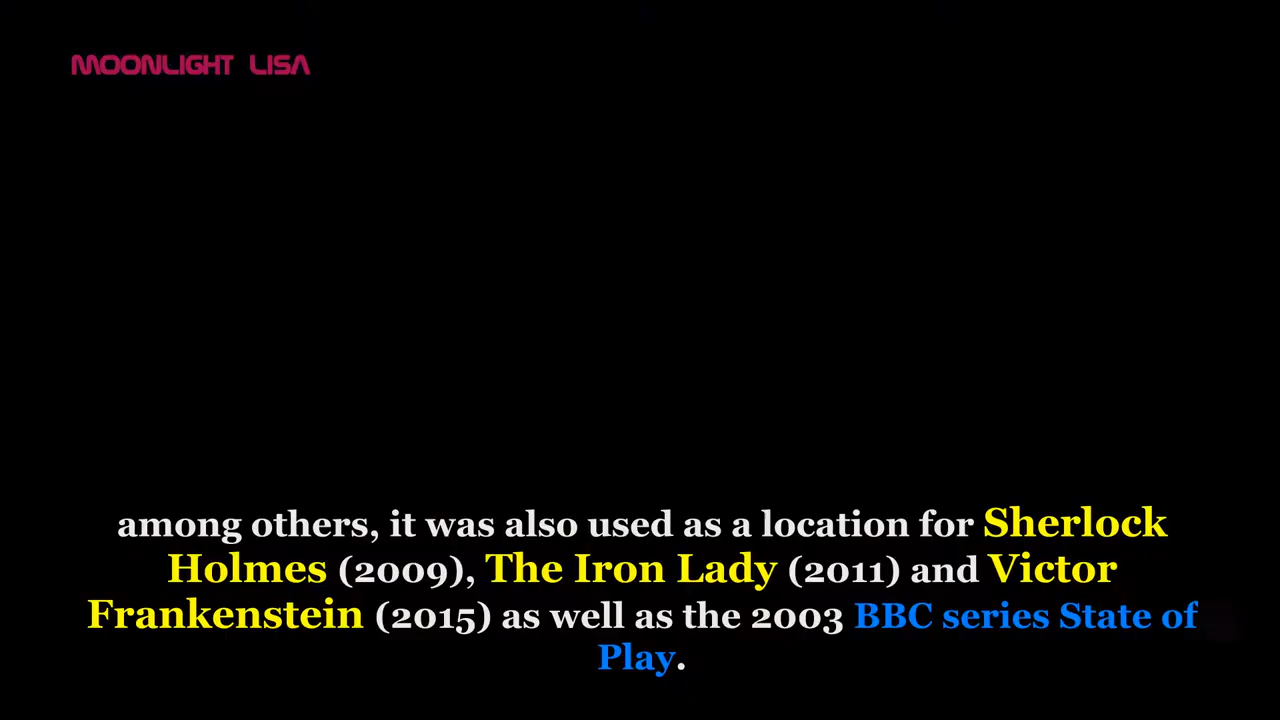 MOONLIGHT LISA
among others, it was also used as a location for Sherlock
Holmes (2009), The Iron Lady (2011) and Victor
Frankenstein (2015) as well as the 2003 BBC series State of
Play.